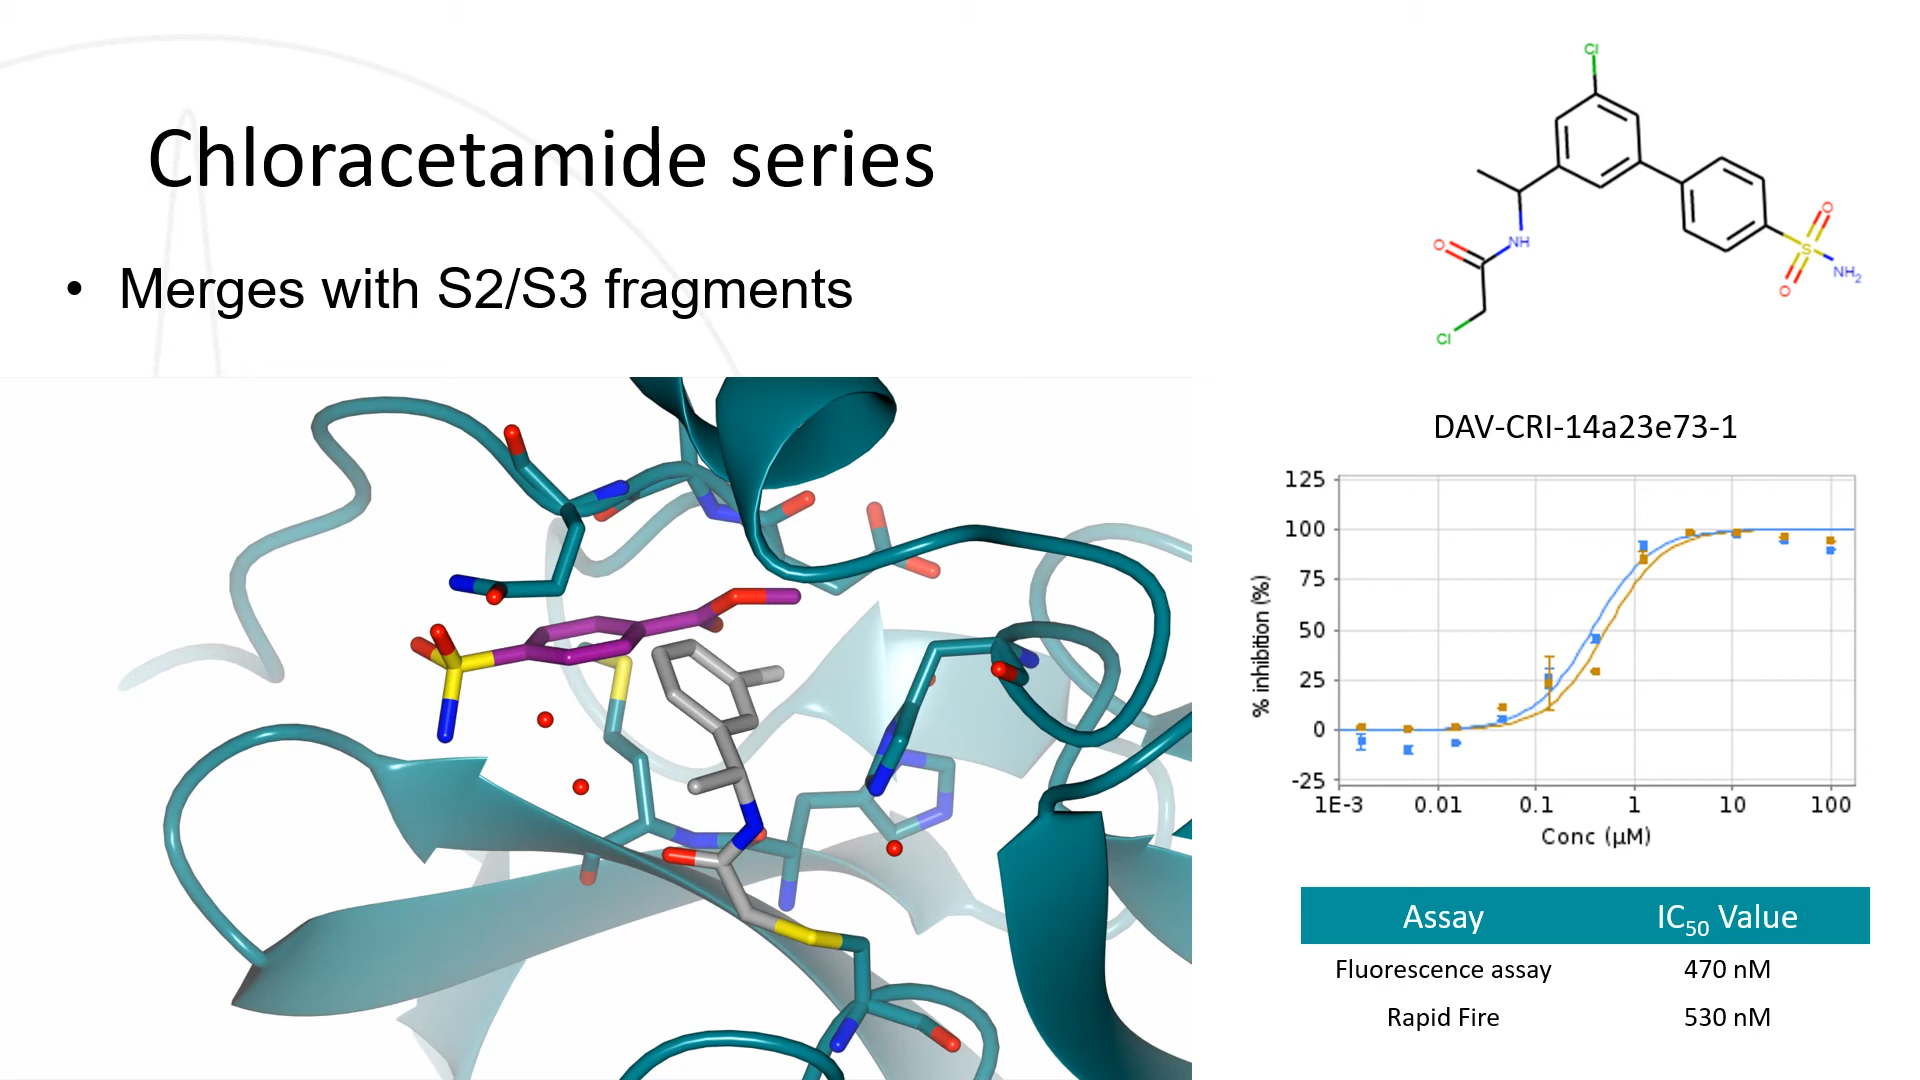 Chloracetamide series
• Merges with S2/S3 fragments
Cl
NH
O
Cl
O
S
O
NH₂
DAV-CRI-14a23e73-1
125
100
75
50
25
0
-25
% inhibition (%)
1E-3 0.01 0.1 1 10 100
Conc (µM)
Assay IC₅₀ Value
Fluorescence assay 470 nM
Rapid Fire 530 nM